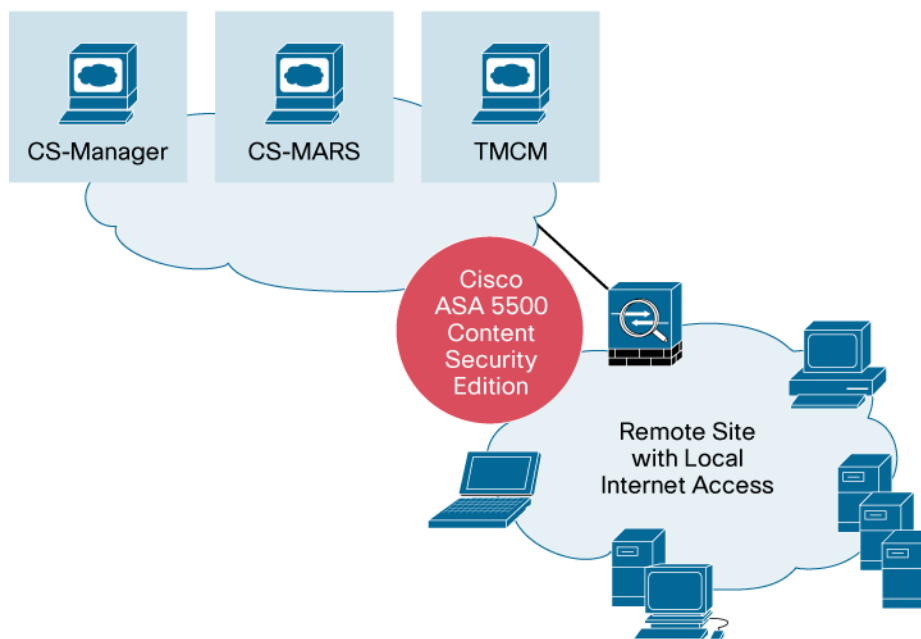 CS-Manager
CS-MARS
TMCM
Cisco
ASA 5500
Content
Security
Edition
Remote Site
with Local
Internet Access